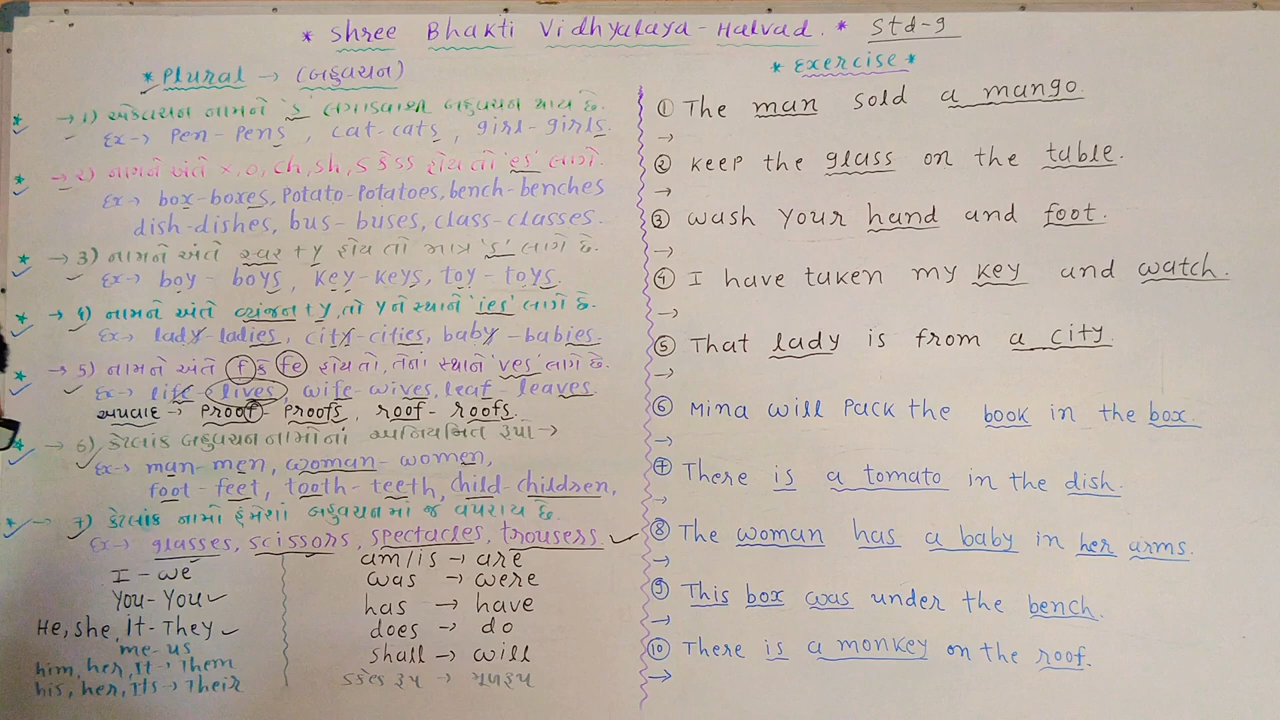 * Shree Bhakti Vidhyalaya-Halvad. * Std-9
* Plural → (બહુવચન)
* → 1) એકવચન નામને 's' લગાડવાથી બહુવચન થાય છે.
Ex → Pen - Pens, cat-cats, girl-girls.
* → 2) નામને અંતે x, o, ch, sh, s કે ss હોય તો 'es' લાગે.
Ex → box-boxes, Potato-Potatoes, bench-benches
dish-dishes, bus-buses, class-classes.
* → 3) નામને અંતે સ્વર + y હોય તો માત્ર 's' લાગે છે.
Ex → boy - boys, key-keys, toy-toys.
* → 4) નામને અંતે વ્યંજન + y, તો y ને સ્થાને 'ies' લાગે છે.
Ex → lady-ladies, city-cities, baby-babies.
* → 5) નામને અંતે f કે fe હોય તો, તેનાં સ્થાને 'ves' લાગે છે.
Ex → life-lives, wife-wives, leaf-leaves.
અપવાદ → Proof-Proofs, roof-roofs.
* → 6) કેટલાંક બહુવચન નામોનાં અનિયમિત રૂપો →
Ex → man-men, woman-women,
foot-feet, tooth-teeth, child-children,
* → 7) કેટલાંક નામો હંમેશાં બહુવચનમાં જ વપરાય છે.
Ex → glasses, scissors, spectacles, trousers.
I - we
You-You
He, she, It-They
me-us
him, her, It → Them
his, her, Its → Their
am/is → are
was → were
has → have
does → do
shall → will
રૂપ → મૂળરૂપ
* Exercise *
① The man sold a mango.
→
② Keep the glass on the table.
→
③ wash your hand and foot.
→
④ I have taken my key and watch.
→
⑤ That lady is from a city.
→
⑥ Mina will Pack the book in the box.
→
⑦ There is a tomato in the dish.
→
⑧ The woman has a baby in her arms.
→
⑨ This box was under the bench.
→
⑩ There is a monkey on the roof.
→